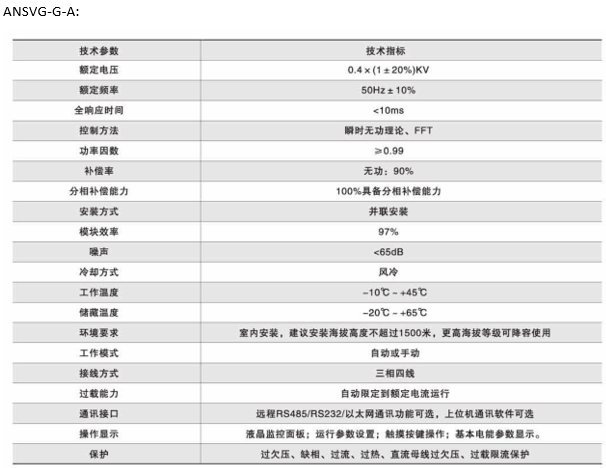 ANSVG-G-A:
技术参数 技术指标
额定电压 0.4×(1±20%)KV
额定频率 50Hz±10%
全响应时间 <10ms
控制方法 瞬时无功理论、FFT
功率因数 ≥0.99
补偿率 无功：90%
分相补偿能力 100%具备分相补偿能力
安装方式 并联安装
模块效率 97%
噪声 <65dB
冷却方式 风冷
工作温度 -10℃~+45℃
储藏温度 -20℃~+65℃
环境要求 室内安装，建议安装海拔高度不超过1500米，更高海拔等级可降容使用
工作模式 自动或手动
接线方式 三相四线
过载能力 自动限定到额定电流运行
通讯接口 远程RS485/RS232/以太网通讯功能可选，上位机通讯软件可选
操作显示 液晶监控面板；运行参数设置；触摸按键操作；基本电能参数显示。
保护 过欠压、缺相、过流、过热、直流母线过欠压、过载限流保护